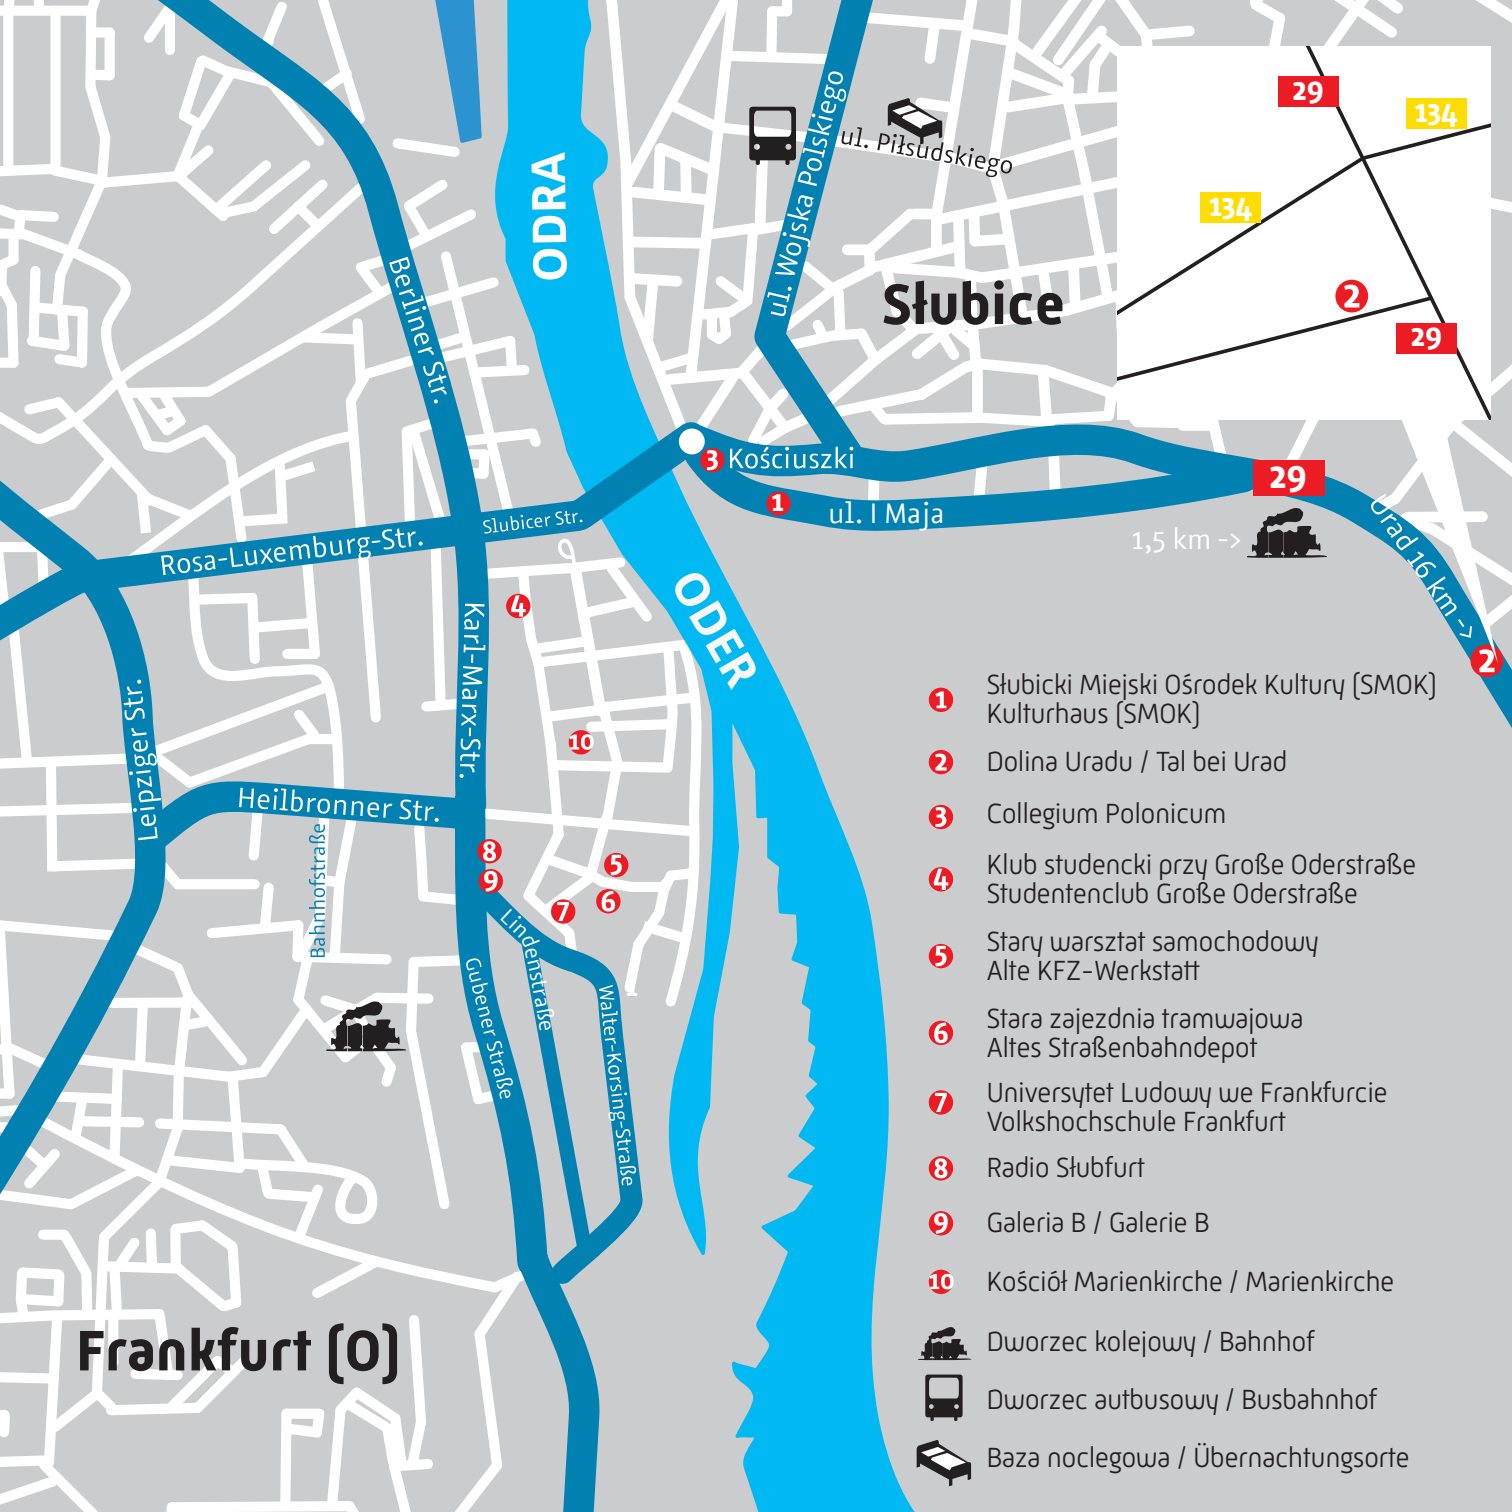 ODRA
ul. Wojska Polskiego
ul. Piłsudskiego
29
134
134
2
29
Słubice
Berliner Str.
3
Kościuszki
1
ul. I Maja
29
1,5 km ->
Urad 16 km ->
2
Slubicer Str.
Rosa-Luxemburg-Str.
ODER
4
Karl-Marx-Str.
Leipziger Str.
10
Heilbronner Str.
Bahnhofstraße
8
9
5
6
7
Lindenstraße
Gubener Straße
Walter-Korsing-Straße
Frankfurt (O)
1 Słubicki Miejski Ośrodek Kultury (SMOK)
Kulturhaus (SMOK)
2 Dolina Uradu / Tal bei Urad
3 Collegium Polonicum
4 Klub studencki przy Große Oderstraße
Studentenclub Große Oderstraße
5 Stary warsztat samochodowy
Alte KFZ-Werkstatt
6 Stara zajezdnia tramwajowa
Altes Straßenbahndepot
7 Uniwersytet Ludowy we Frankfurcie
Volkshochschule Frankfurt
8 Radio Słubfurt
9 Galeria B / Galerie B
10 Kościół Marienkirche / Marienkirche
Dworzec kolejowy / Bahnhof
Dworzec autbusowy / Busbahnhof
Baza noclegowa / Übernachtungsorte